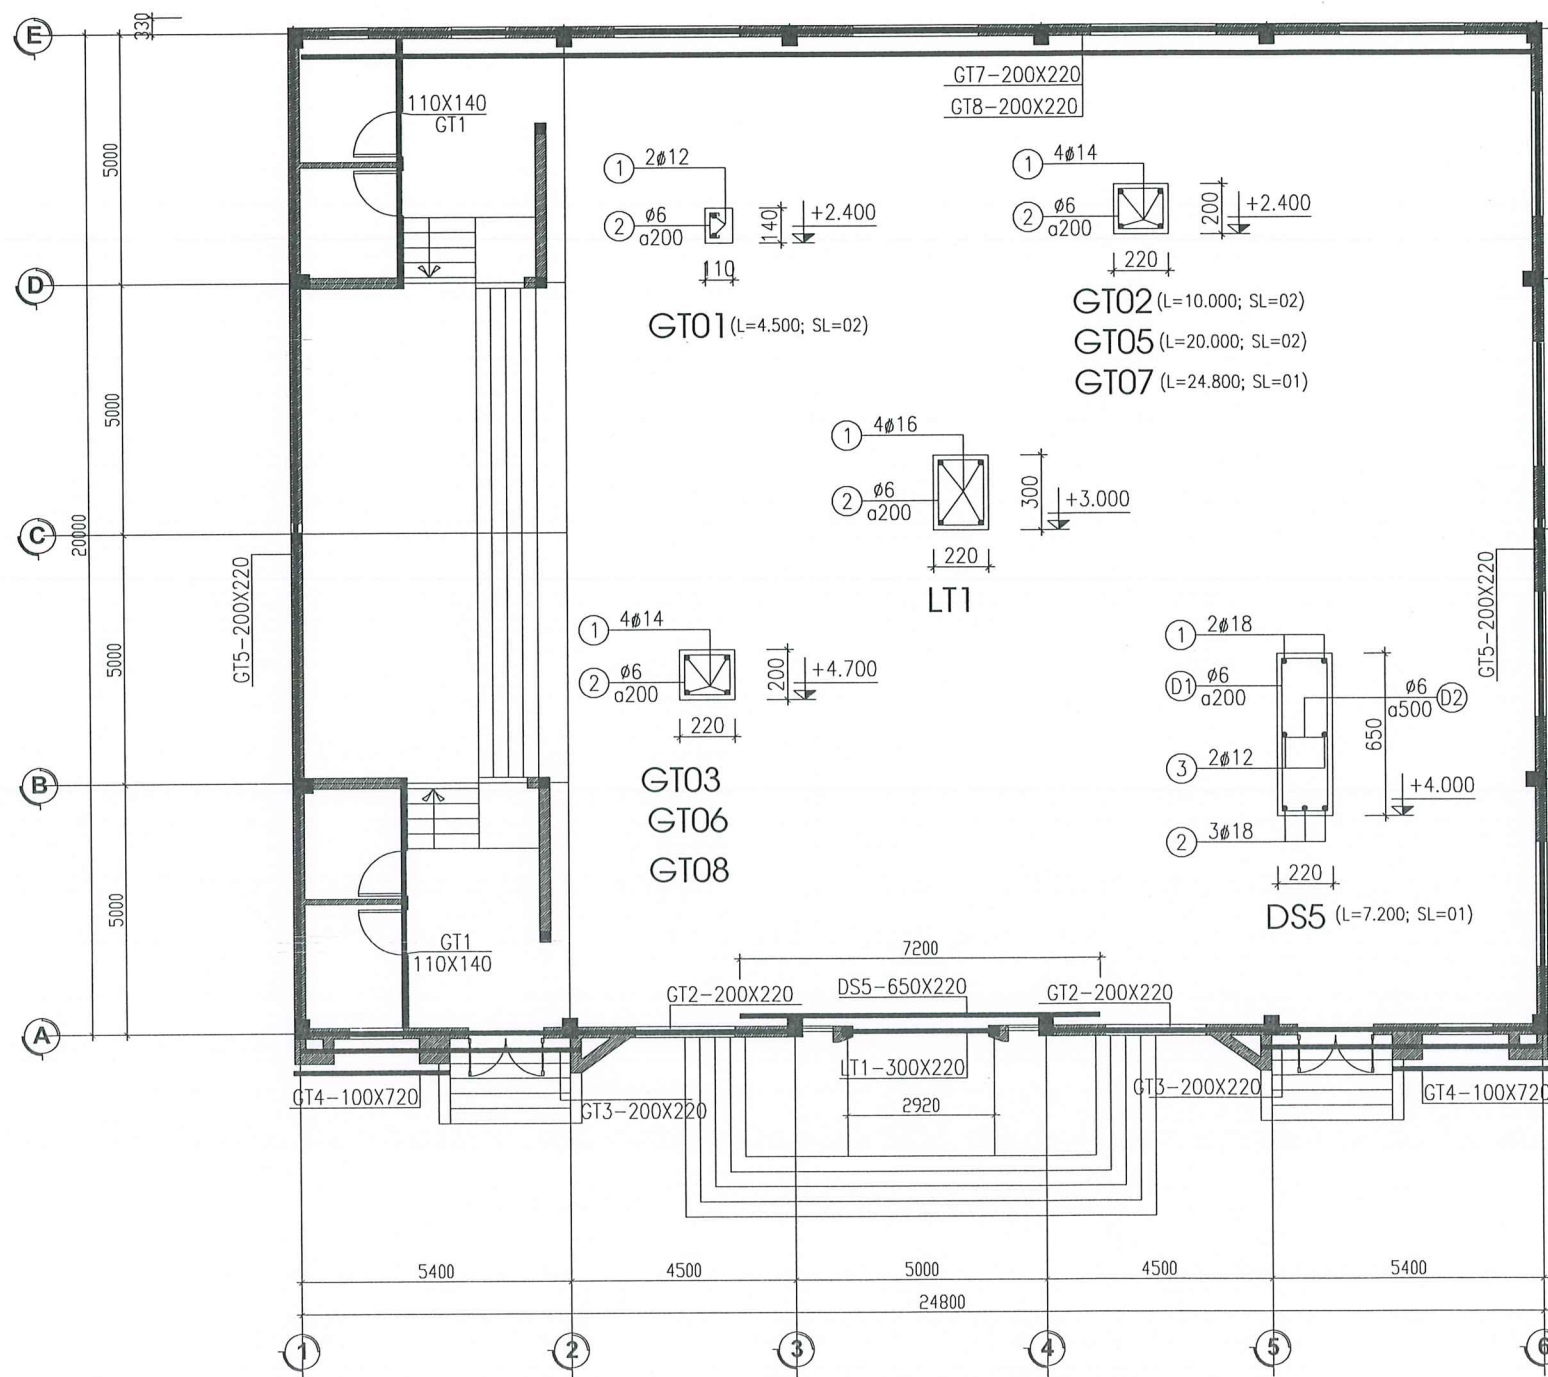 E
330
GT7-200X220
GT8-200X220
110X140
GT1
5000
1
2ø12
2
ø6
a200
140
+2.400
110
GT01 (L=4.500; SL=02)
1
4ø14
2
ø6
a200
200
+2.400
220
GT02 (L=10.000; SL=02)
GT05 (L=20.000; SL=02)
GT07 (L=24.800; SL=01)
D
5000
1
4ø16
2
ø6
a200
300
+3.000
220
LT1
C
20000
GT5-200X220
GT5-200X220
5000
1
4ø14
2
ø6
a200
200
+4.700
220
GT03
GT06
GT08
1
2ø18
D1
ø6
a200
ø6
a500
D2
650
3
2ø12
+4.000
2
3ø18
220
DS5 (L=7.200; SL=01)
B
5000
GT1
110X140
7200
GT2-200X220
DS5-650X220
GT2-200X220
A
LT1-300X220
GT4-100X720
GT3-200X220
2920
GT3-200X220
GT4-100X720
5400
4500
5000
4500
5400
24800
1
2
3
4
5
6